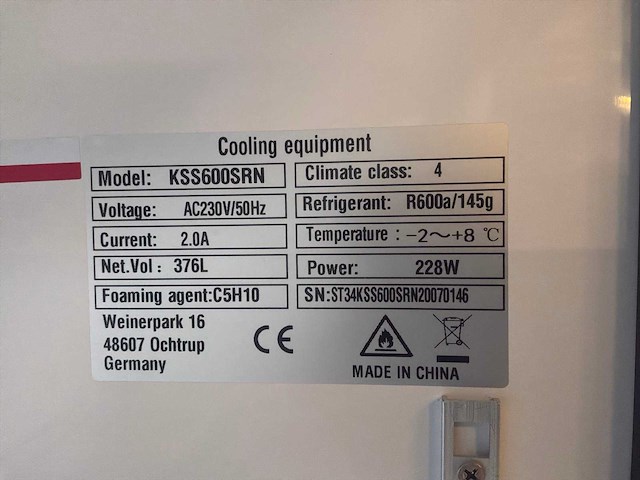 Cooling equipment
Model: KSS600SRN
Climate class: 4
Voltage: AC230V/50Hz
Refrigerant: R600a/145g
Current: 2.0A
Temperature : -2～+8 ℃
Net.Vol : 376L
Power: 228W
Foaming agent:C5H10
SN:ST34KSS600SRN20070146
Weinerpark 16
48607 Ochtrup
Germany
CE
MADE IN CHINA